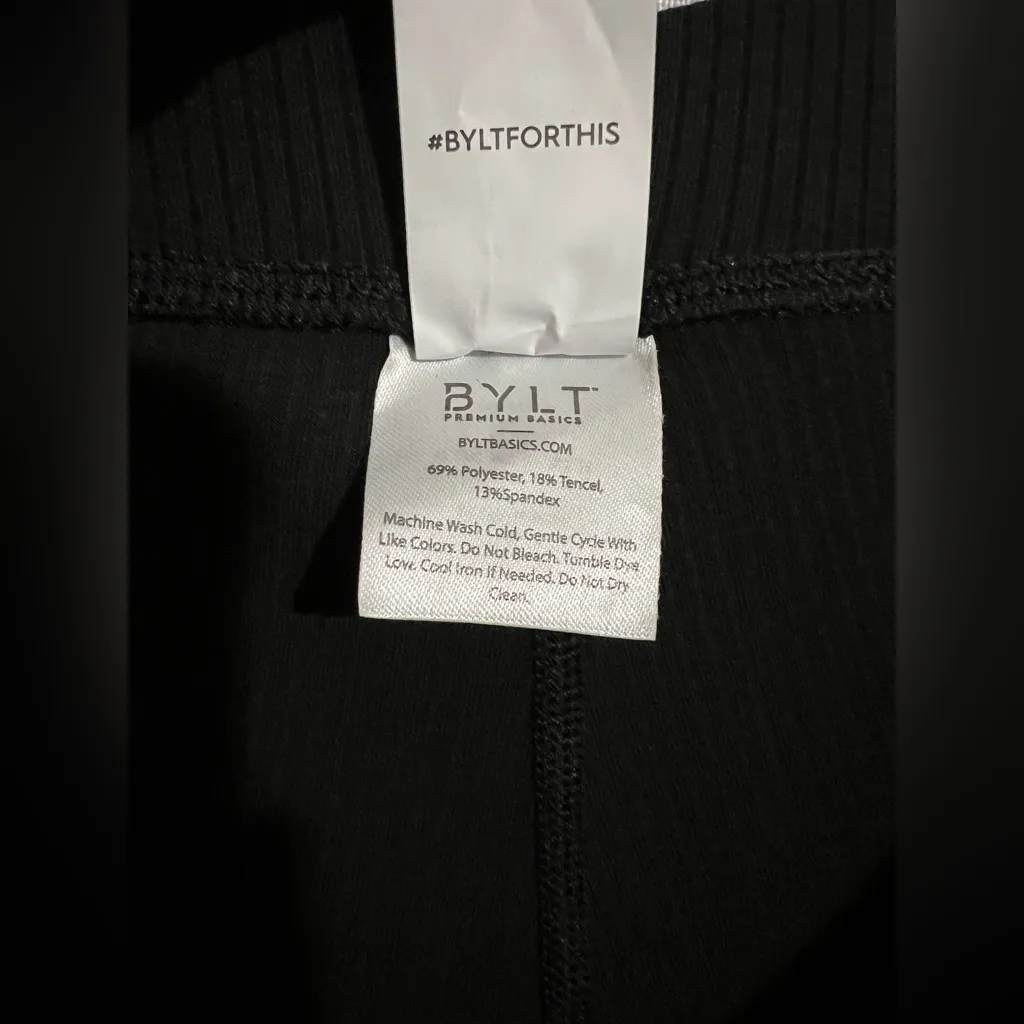 #BYLTFORTHIS
BYLT™
PREMIUM BASICS
BYLTBASICS.COM
69% Polyester, 18% Tencel,
13%Spandex
Machine Wash Cold, Gentle Cycle With
Like Colors. Do Not Bleach. Tumble Dye
Low. Cool Iron If Needed. Do Not Dry
Clean.